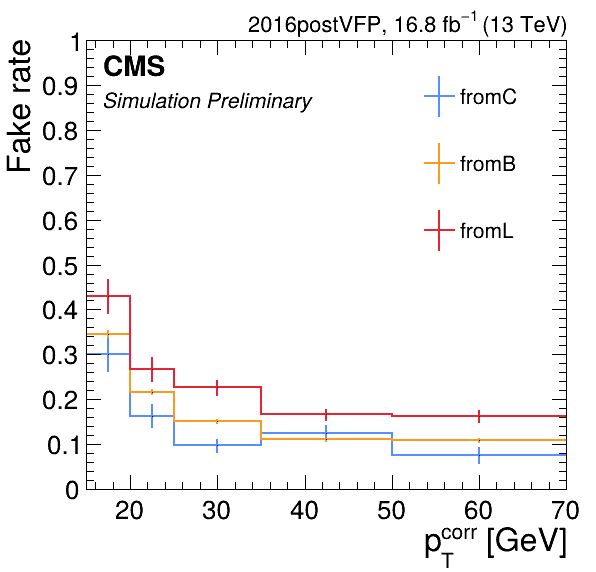 2016postVFP, 16.8 fb⁻¹ (13 TeV)
CMS
Simulation Preliminary
fromC
fromB
fromL
Fake rate
1
0.9
0.8
0.7
0.6
0.5
0.4
0.3
0.2
0.1
0
20 30 40 50 60 70
p_T^corr [GeV]